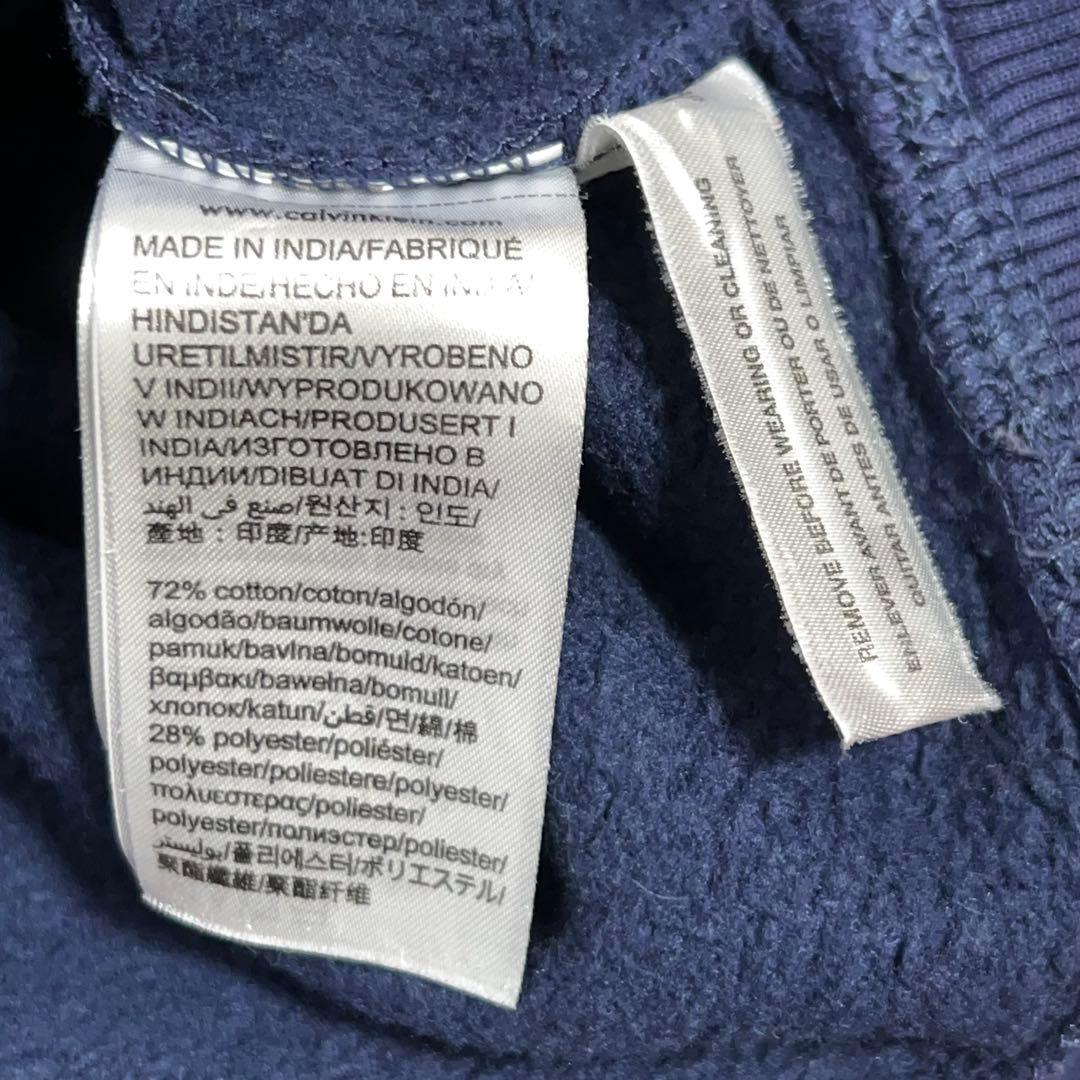 www.calvinklein.com
MADE IN INDIA/FABRIQUÉ
EN INDE/HECHO EN INDIA/
HINDISTAN'DA
URETILMISTIR/VYROBENO
V INDII/WYPRODUKOWANO
W INDIACH/PRODUSERT I
INDIA/ИЗГОТОВЛЕНО В
ИНДИИ/DIBUAT DI INDIA/
صنع في الهند/원산지 : 인도/
產地 : 印度/产地:印度
72% cotton/coton/algodón/
algodão/baumwolle/cotone/
pamuk/bavlna/bomuld/katoen/
βαμβακι/bawełna/bomull/
хлопок/katun/قطن/면/綿/棉
28% polyester/poliéster/
polyester/poliestere/polyester/
πολυεστερας/poliester/
polyester/полиэстер/poliester/
بوليستر/폴리에스터/ポリエステル/
聚酯纖維/聚酯纤维
REMOVE BEFORE WEARING OR CLEANING
ENLEVER AVANT DE PORTER OU DE NETTOYER
QUITAR ANTES DE USAR O LIMPIAR